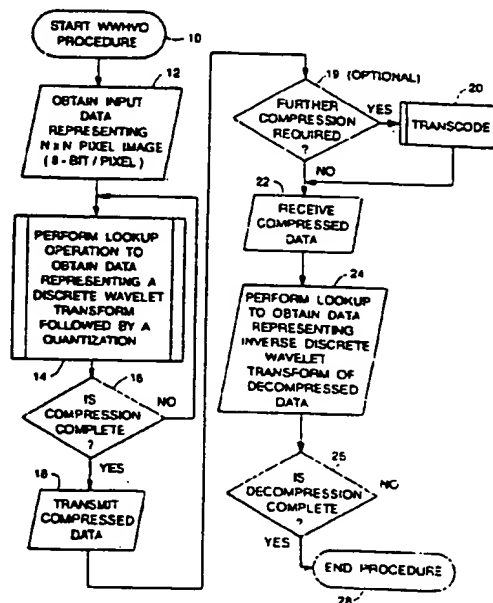 START WWHVQ
PROCEDURE
10
12
OBTAIN INPUT
DATA
REPRESENTING
N x N PIXEL IMAGE
(8-BIT / PIXEL)
PERFORM LOOKUP
OPERATION TO
OBTAIN DATA
REPRESENTING A
DISCRETE WAVELET
TRANSFORM
FOLLOWED BY A
QUANTIZATION
14
16
IS
COMPRESSION
COMPLETE
?
NO
YES
18
TRANSMIT
COMPRESSED
DATA
19 (OPTIONAL)
FURTHER
COMPRESSION
REQUIRED
?
YES
20
TRANSCODE
NO
22
RECEIVE
COMPRESSED
DATA
24
PERFORM LOOKUP
TO OBTAIN DATA
REPRESENTING
INVERSE DISCRETE
WAVELET
TRANSFORM OF
DECOMPRESSED
DATA
25
IS
DECOMPRESSION
COMPLETE
?
NO
YES
END PROCEDURE
28